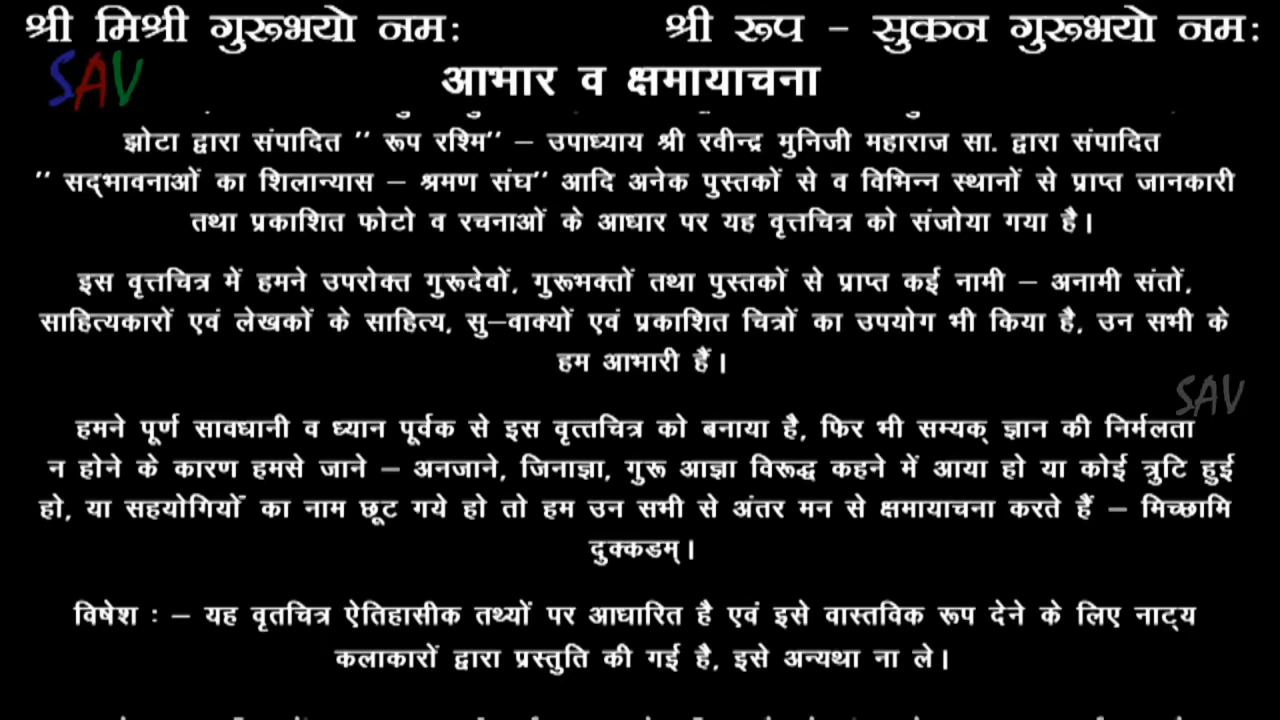 श्री मिश्री गुरूभयो नमः श्री रूप - सुकन गुरूभयो नमः
SAV
आभार व क्षमायाचना
झोटा द्वारा संपादित " रूप रश्मि" – उपाध्याय श्री रवीन्द्र मुनिजी महाराज सा. द्वारा संपादित
" सद्भावनाओं का शिलान्यास – श्रमण संघ" आदि अनेक पुस्तकों से व विभिन्न स्थानों से प्राप्त जानकारी
तथा प्रकाशित फोटो व रचनाओं के आधार पर यह वृत्तचित्र को संजोया गया है।
इस वृत्तचित्र में हमने उपरोक्त गुरूदेवों, गुरूभक्तों तथा पुस्तकों से प्राप्त कई नामी – अनामी संतों,
साहित्यकारों एवं लेखकों के साहित्य, सु–वाक्यों एवं प्रकाशित चित्रों का उपयोग भी किया है, उन सभी के
हम आभारी हैं।
SAV
हमने पूर्ण सावधानी व ध्यान पूर्वक से इस वृत्तचित्र को बनाया है, फिर भी सम्यक् ज्ञान की निर्मलता
न होने के कारण हमसे जाने – अनजाने, जिनाज्ञा, गुरू आज्ञा विरूद्ध कहने में आया हो या कोई त्रुटि हुई
हो, या सहयोगियों का नाम छूट गये हो तो हम उन सभी से अंतर मन से क्षमायाचना करते हैं – मिच्छामि
दुक्कडम्।
विषेश : – यह वृतचित्र ऐतिहासीक तथ्यों पर आधारित है एवं इसे वास्तविक रूप देने के लिए नाट्य
कलाकारों द्वारा प्रस्तुति की गई है, इसे अन्यथा ना ले।